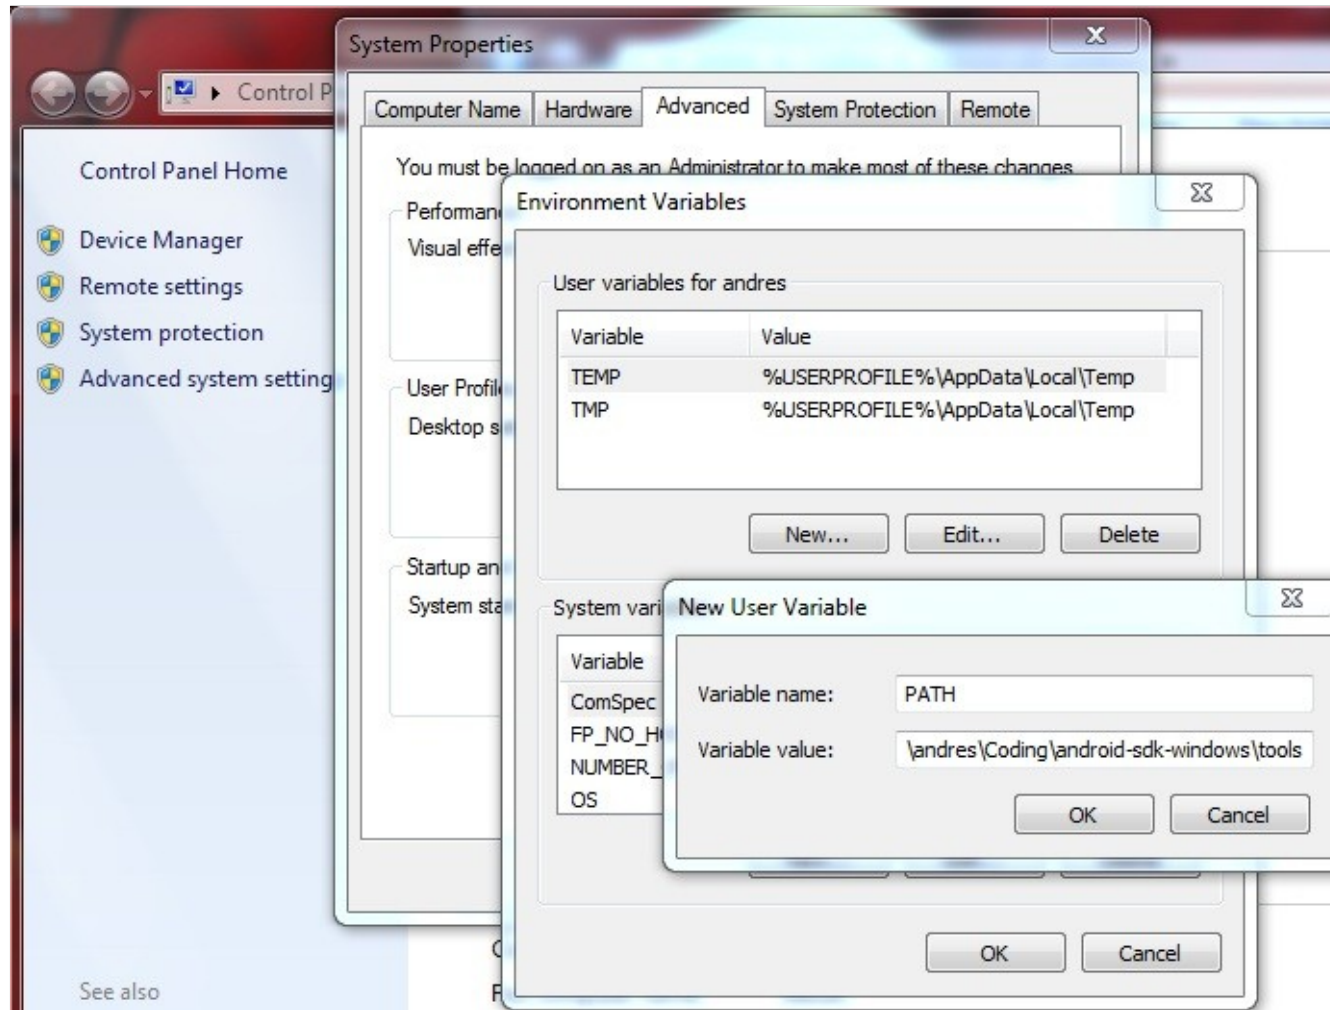 System Properties
Control P
Computer Name Hardware Advanced System Protection Remote
Control Panel Home
You must be logged on as an Administrator to make most of these changes
Environment Variables
Device Manager
Visual effe
Remote settings
User variables for andres
System protection
Variable Value
Advanced system setting
TEMP %USERPROFILE%\AppData\Local\Temp
User Profil
TMP %USERPROFILE%\AppData\Local\Temp
Desktop s
New... Edit... Delete
Startup an
System sta
System vari
New User Variable
Variable
Variable name: PATH
ComSpec
FP_NO_H
Variable value: \andres\Coding\android-sdk-windows\tools
NUMBER_
OS
OK Cancel
OK Cancel
See also